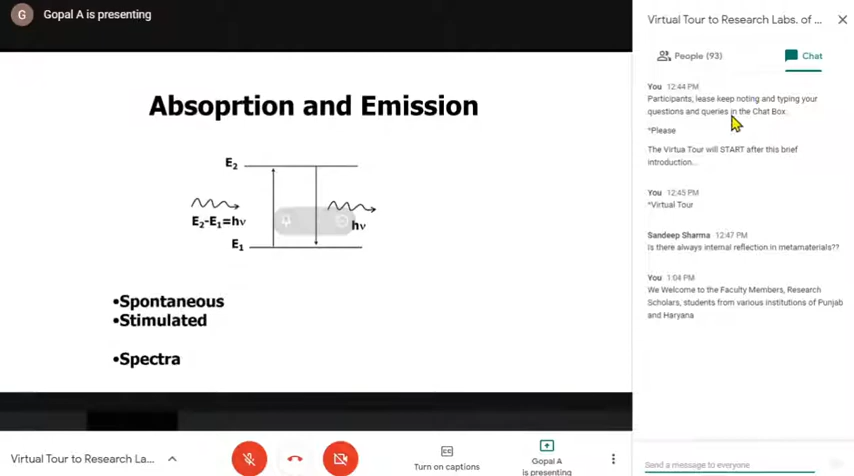 G Gopal A is presenting
Absoprtion and Emission
E2
E2-E1=hν
hν
E1
•Spontaneous
•Stimulated
•Spectra
Virtual Tour to Research La...
Turn on captions
Gopal A
is presenting
Virtual Tour to Research Labs. of ...
People (93)
Chat
You 12:44 PM
Participants, lease keep noting and typing your
questions and queries in the Chat Box.
*Please
The Virtua Tour will START after this brief
introduction...
You 12:45 PM
*Virtual Tour
Sandeep Sharma 12:47 PM
Is there always internal reflection in metamaterials??
You 1:04 PM
We Welcome to the Faculty Members, Research
Scholars, students from various institutions of Punjab
and Haryana
Send a message to everyone